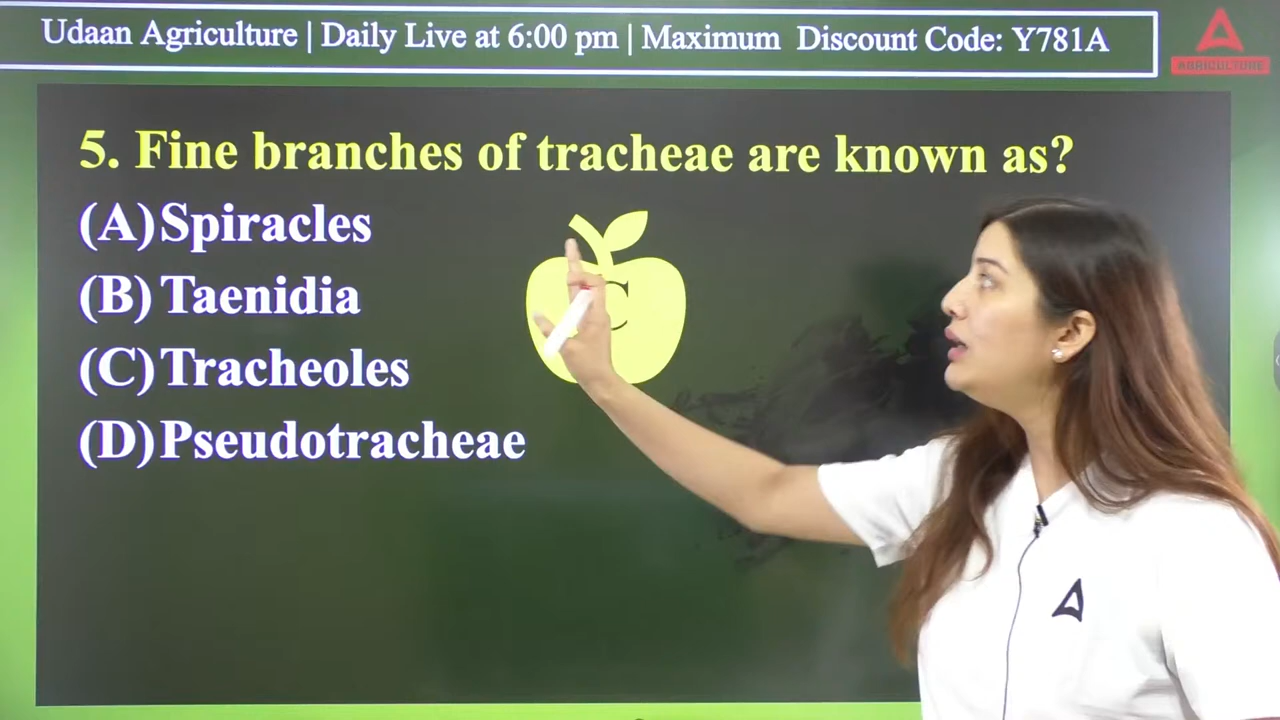 Udaan Agriculture | Daily Live at 6:00 pm | Maximum Discount Code: Y781A
AGRICULTURE
5. Fine branches of tracheae are known as?
(A) Spiracles
(B) Taenidia
(C) Tracheoles
(D) Pseudotracheae
C